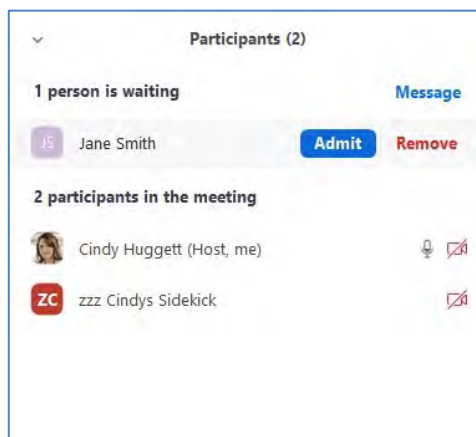 Participants (2)
1 person is waiting Message
JS Jane Smith Admit Remove
2 participants in the meeting
Cindy Huggett (Host, me)
ZC zzz Cindys Sidekick